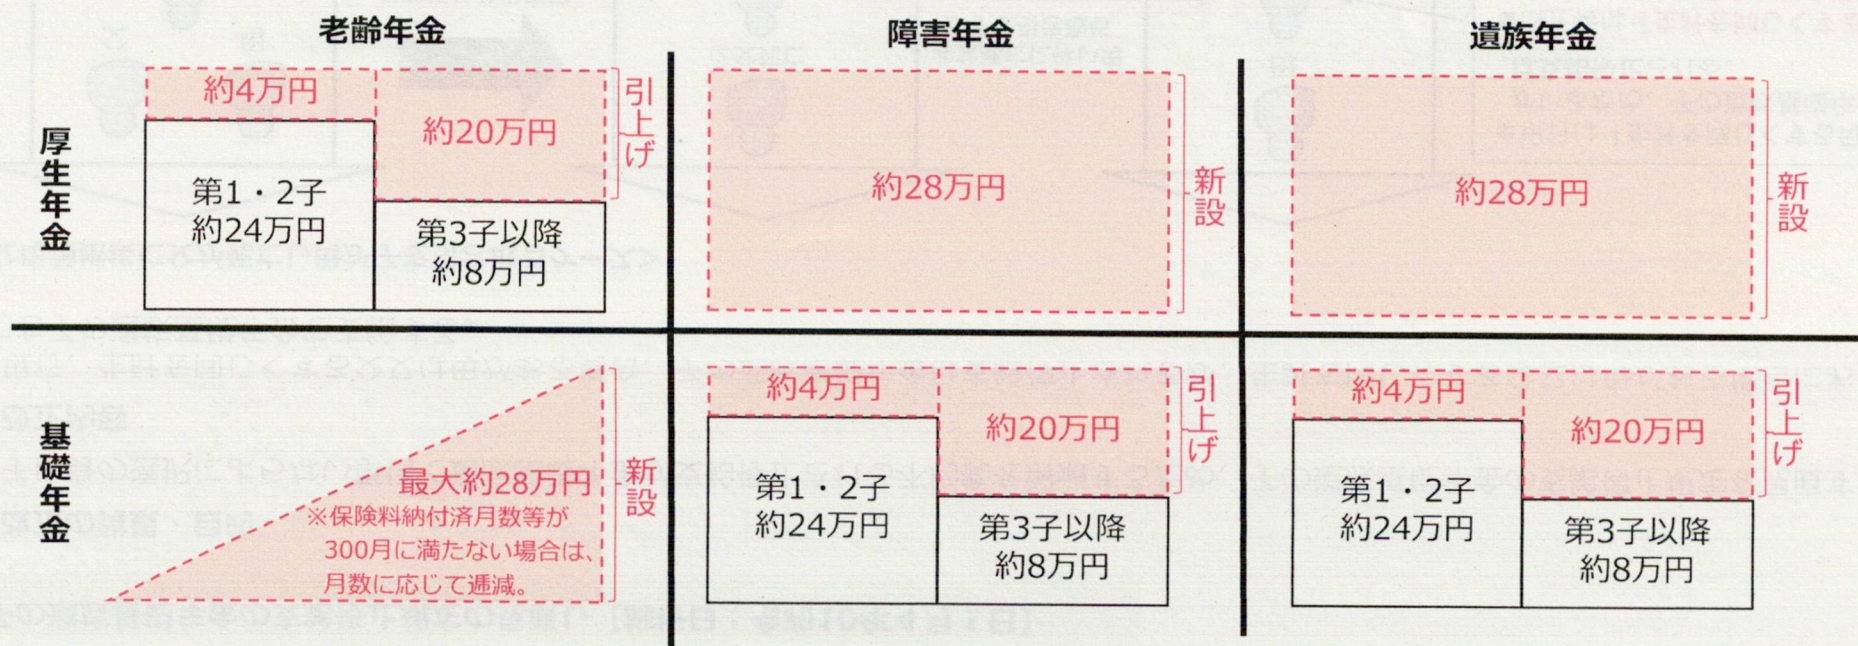 老齢年金
障害年金
遺族年金
厚生年金
約4万円
約20万円
引上げ
第1・2子
約24万円
第3子以降
約8万円
約28万円
新設
約28万円
新設
基礎年金
最大約28万円
※保険料納付済月数等が
300月に満たない場合は、
月数に応じて逓減。
新設
約4万円
約20万円
引上げ
第1・2子
約24万円
第3子以降
約8万円
約4万円
約20万円
引上げ
第1・2子
約24万円
第3子以降
約8万円